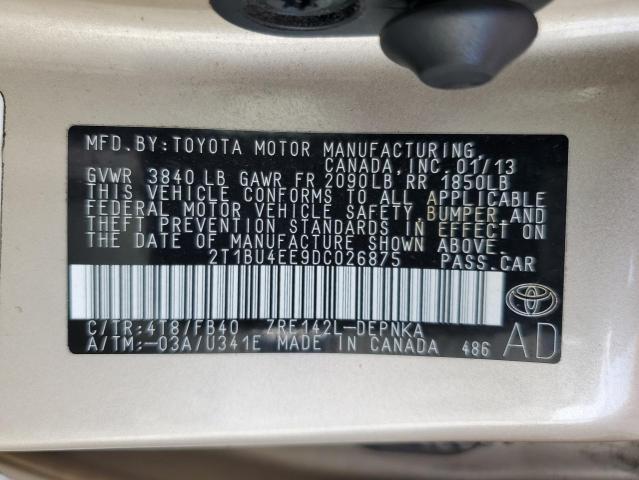 MFD. BY: TOYOTA MOTOR MANUFACTURING,
CANADA, INC. 01/13
GVWR 3840 LB GAWR FR 2090LB RR 1850LB
THIS VEHICLE CONFORMS TO ALL APPLICABLE
FEDERAL MOTOR VEHICLE SAFETY, BUMPER, AND
THEFT PREVENTION STANDARDS IN EFFECT ON
THE DATE OF MANUFACTURE SHOWN ABOVE.
2T1BU4EE9DC026875 PASS. CAR
C/TR: 4T8/FB40 ZRE142L-DEPNKA
A/TM: -03A/U341E MADE IN CANADA 486 AD